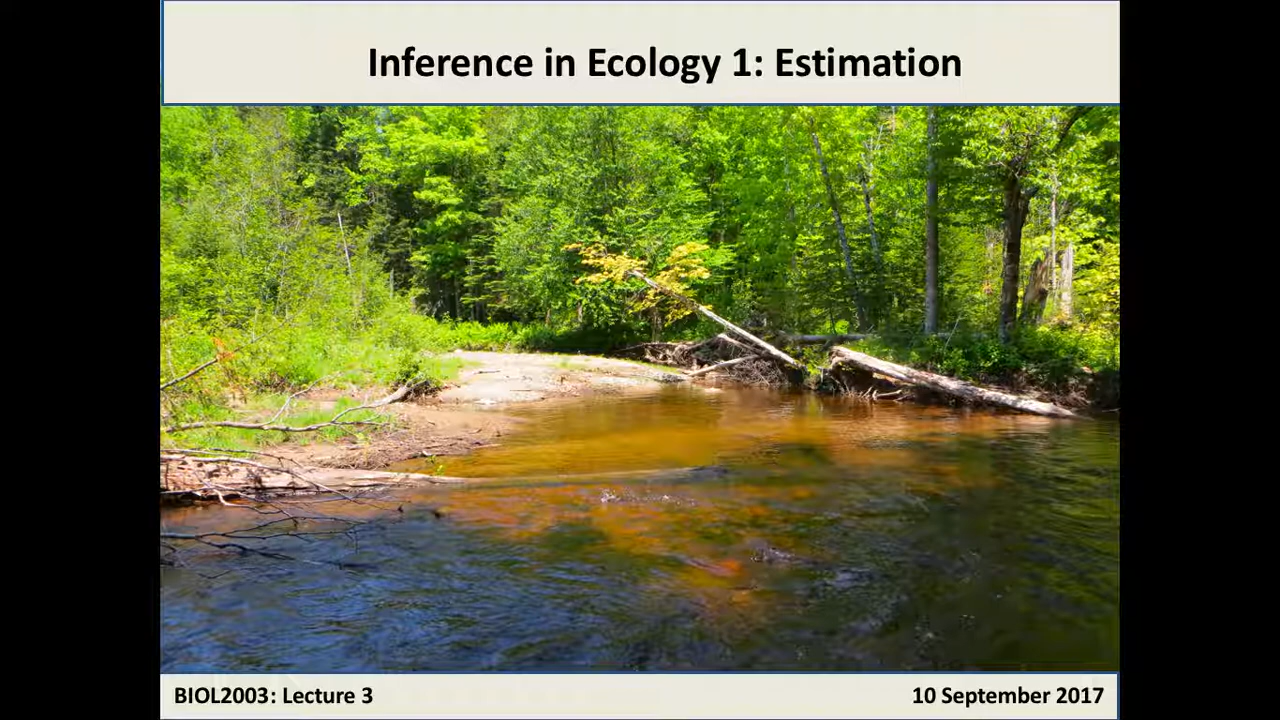 Inference in Ecology 1: Estimation
BIOL2003: Lecture 3
10 September 2017